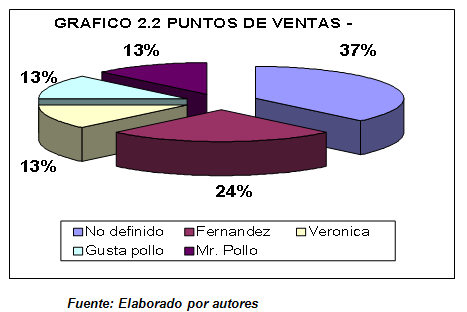 GRAFICO 2.2 PUNTOS DE VENTAS -
13%
37%
13%
13%
24%
No definido Fernandez Veronica
Gusta pollo Mr. Pollo
Fuente: Elaborado por autores